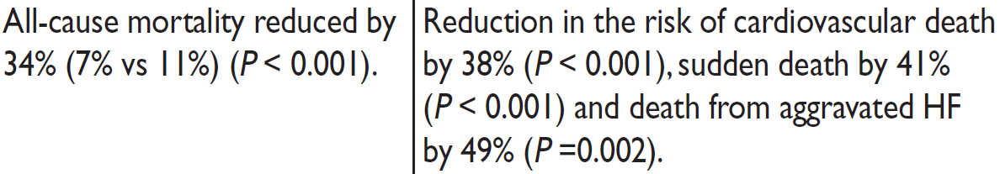 All-cause mortality reduced by
34% (7% vs 11%) (P < 0.001).
Reduction in the risk of cardiovascular death
by 38% (P < 0.001), sudden death by 41%
(P < 0.001) and death from aggravated HF
by 49% (P =0.002).